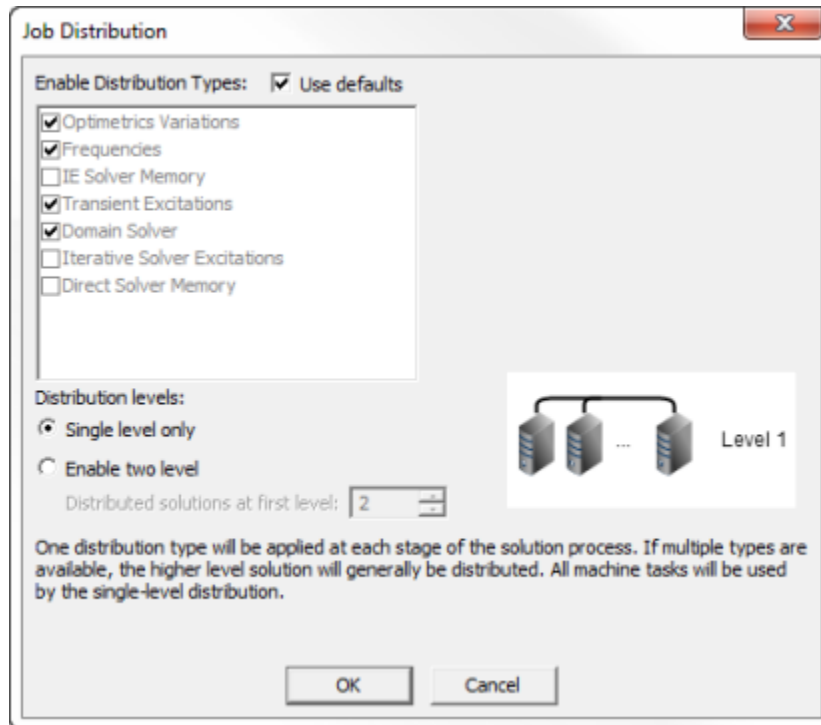 Job Distribution
Enable Distribution Types: Use defaults
Optimetrics Variations
Frequencies
IE Solver Memory
Transient Excitations
Domain Solver
Iterative Solver Excitations
Direct Solver Memory
Distribution levels:
Single level only
... Level 1
Enable two level
Distributed solutions at first level: 2
One distribution type will be applied at each stage of the solution process. If multiple types are
available, the higher level solution will generally be distributed. All machine tasks will be used
by the single-level distribution.
OK Cancel